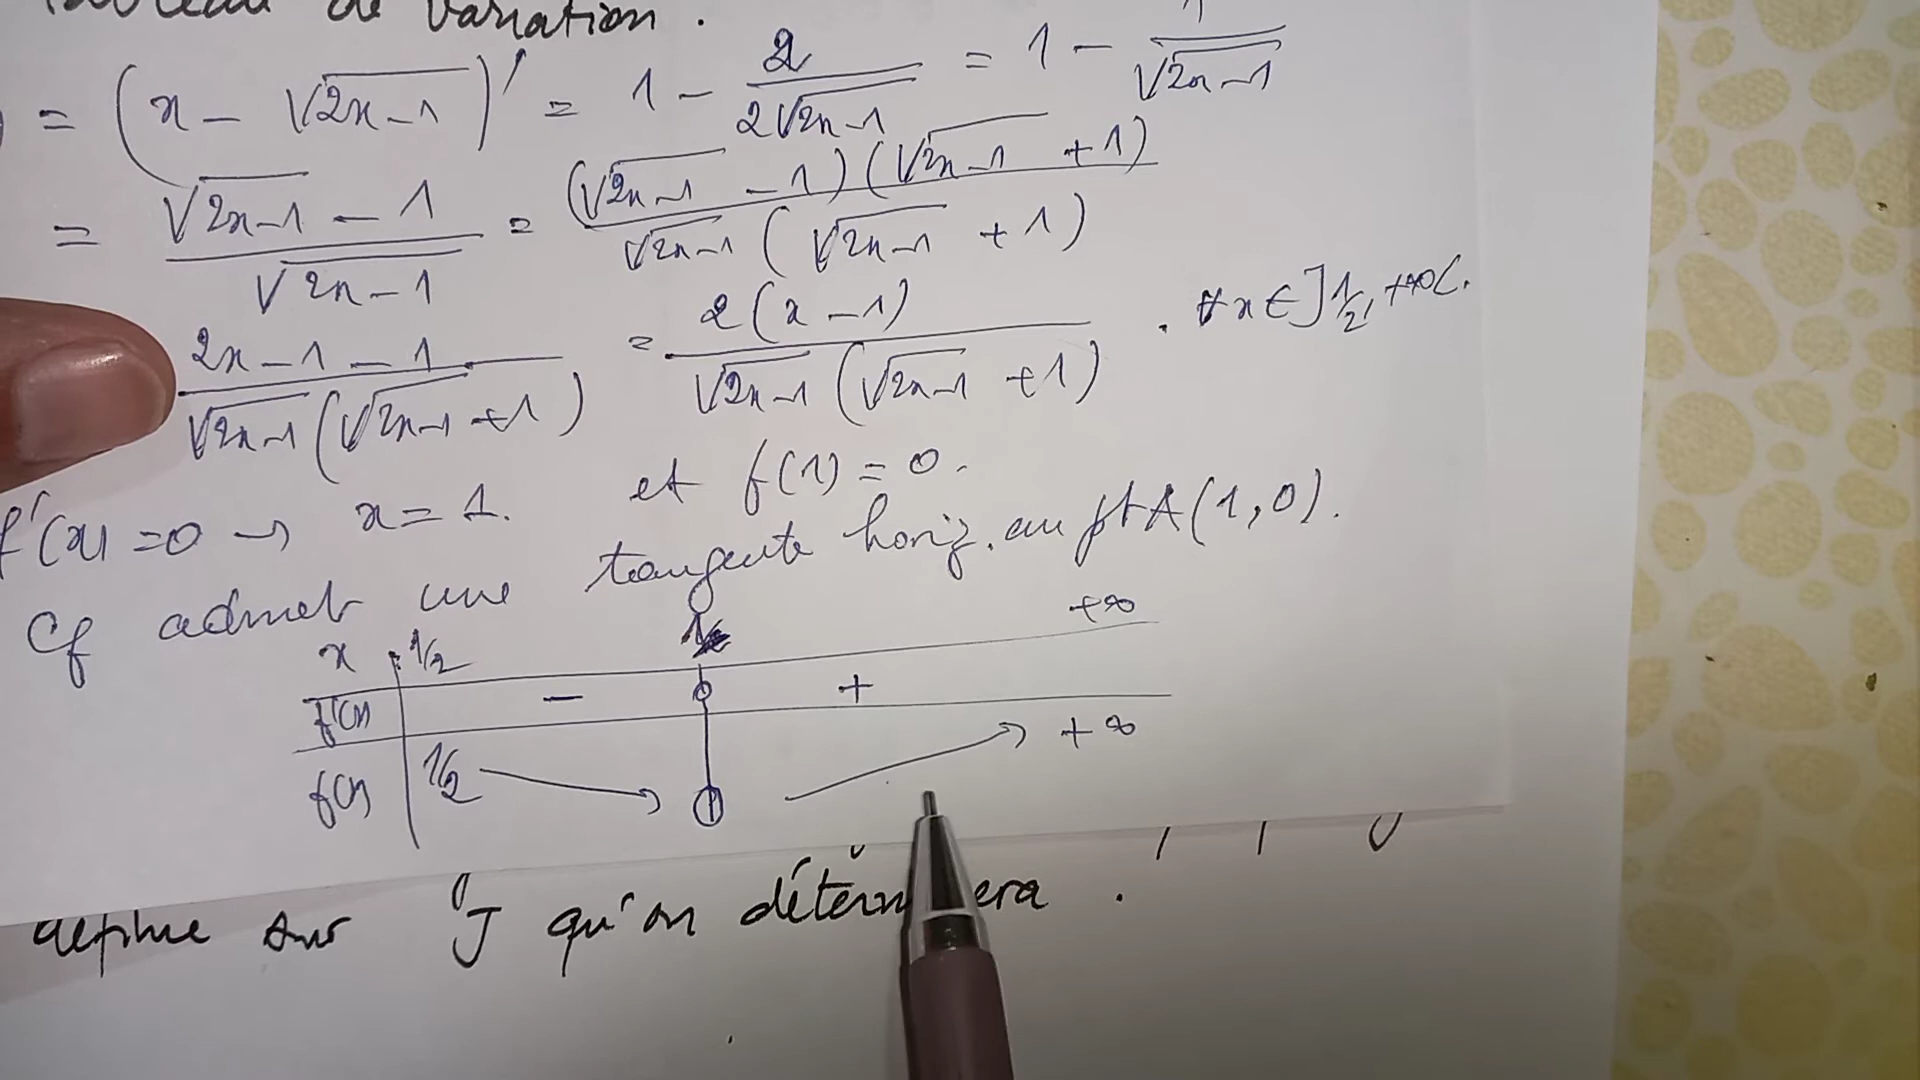 Tableau de variation.
= (x - √(2x-1))' = 1 - 2/(2√(2x-1)) = 1 - 1/√(2x-1)
= (√(2x-1) - 1)/√(2x-1) = (√(2x-1) - 1)(√(2x-1) + 1)/(√(2x-1)(√(2x-1) + 1))
(2x-1-1)/(√(2x-1)(√(2x-1) + 1)) = 2(x-1)/(√(2x-1)(√(2x-1) + 1)) . ∀x∈]1/2, +∞[.
f'(x) = 0 → x = 1. et f(1) = 0.
Cf admet une tangente horiz. au pt A(1,0).
x 1/2 1 +∞
f'(x) - 0 +
f(x) 1/2 0 +∞
définie sur J qu'on déterminera .